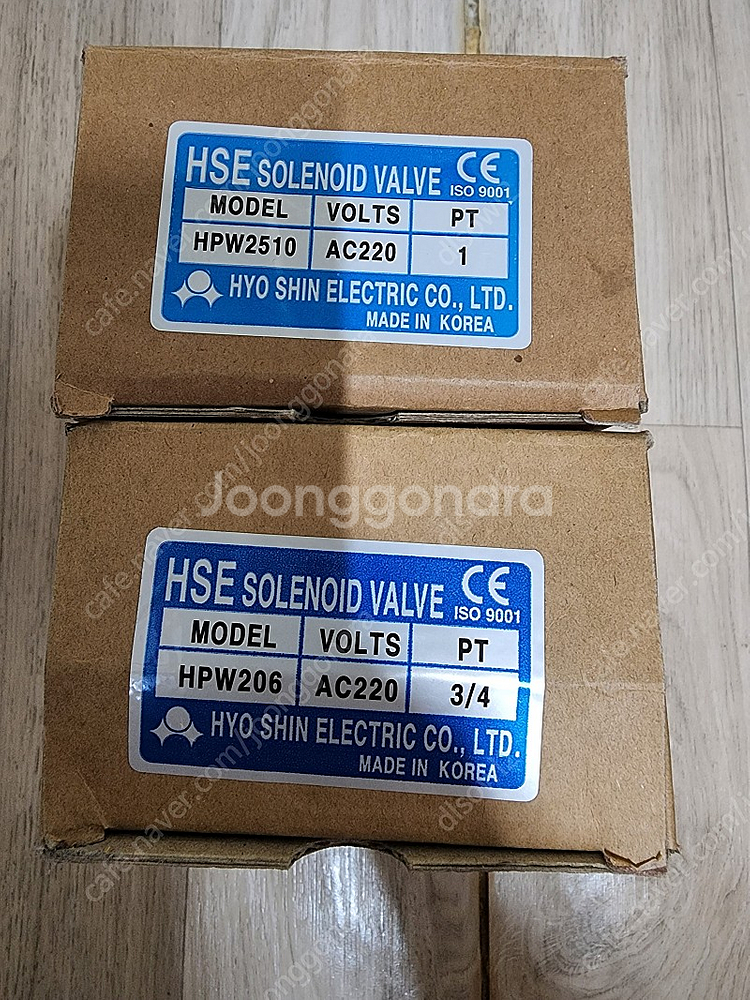 HSE SOLENOID VALVE CE
ISO 9001
MODEL VOLTS PT
HPW2510 AC220 1
HYO SHIN ELECTRIC CO., LTD.
MADE IN KOREA
Joonggonara
HSE SOLENOID VALVE CE
ISO 9001
MODEL VOLTS PT
HPW206 AC220 3/4
HYO SHIN ELECTRIC CO., LTD.
MADE IN KOREA